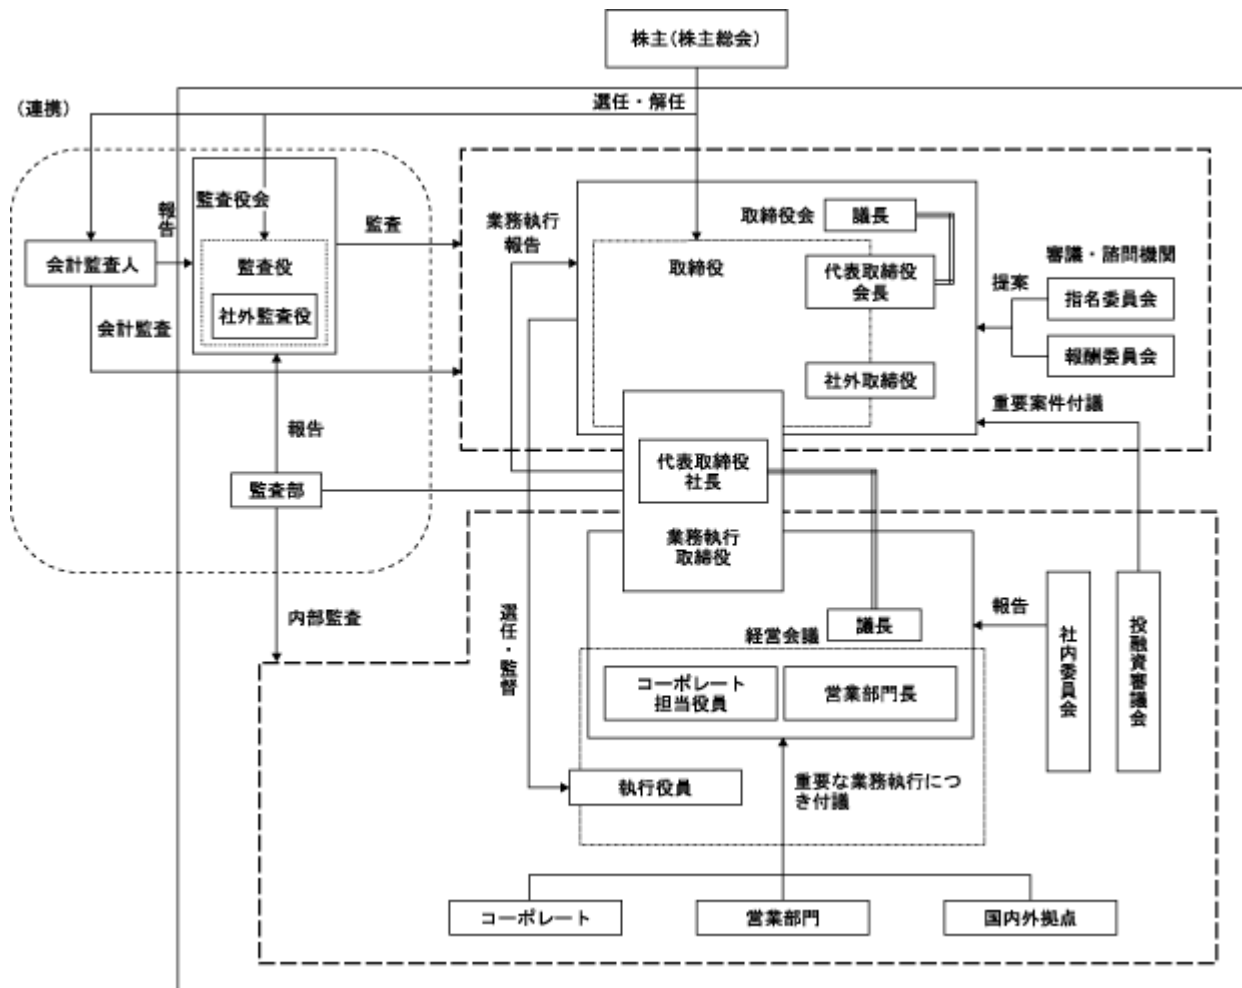 株主(株主総会)
(連携)
選任・解任
監査役会
報告
監査
会計監査人
監査役
社外監査役
会計監査
報告
監査部
内部監査
業務執行
報告
取締役会
議長
取締役
代表取締役
会長
社外取締役
審議・諮問機関
提案
指名委員会
報酬委員会
重要案件付議
代表取締役
社長
業務執行
取締役
選任・監督
経営会議
議長
報告
社内委員会
投融資審議会
コーポレート
担当役員
営業部門長
執行役員
重要な業務執行につ
き付議
コーポレート
営業部門
国内外拠点